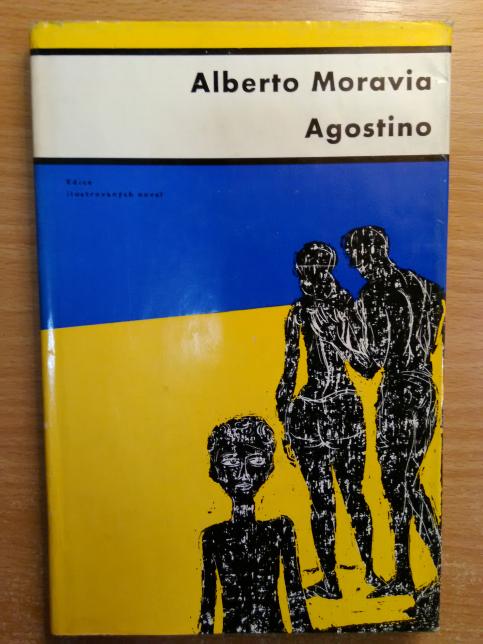 Alberto Moravia
Agostino
Edice
ilustrovaných novel